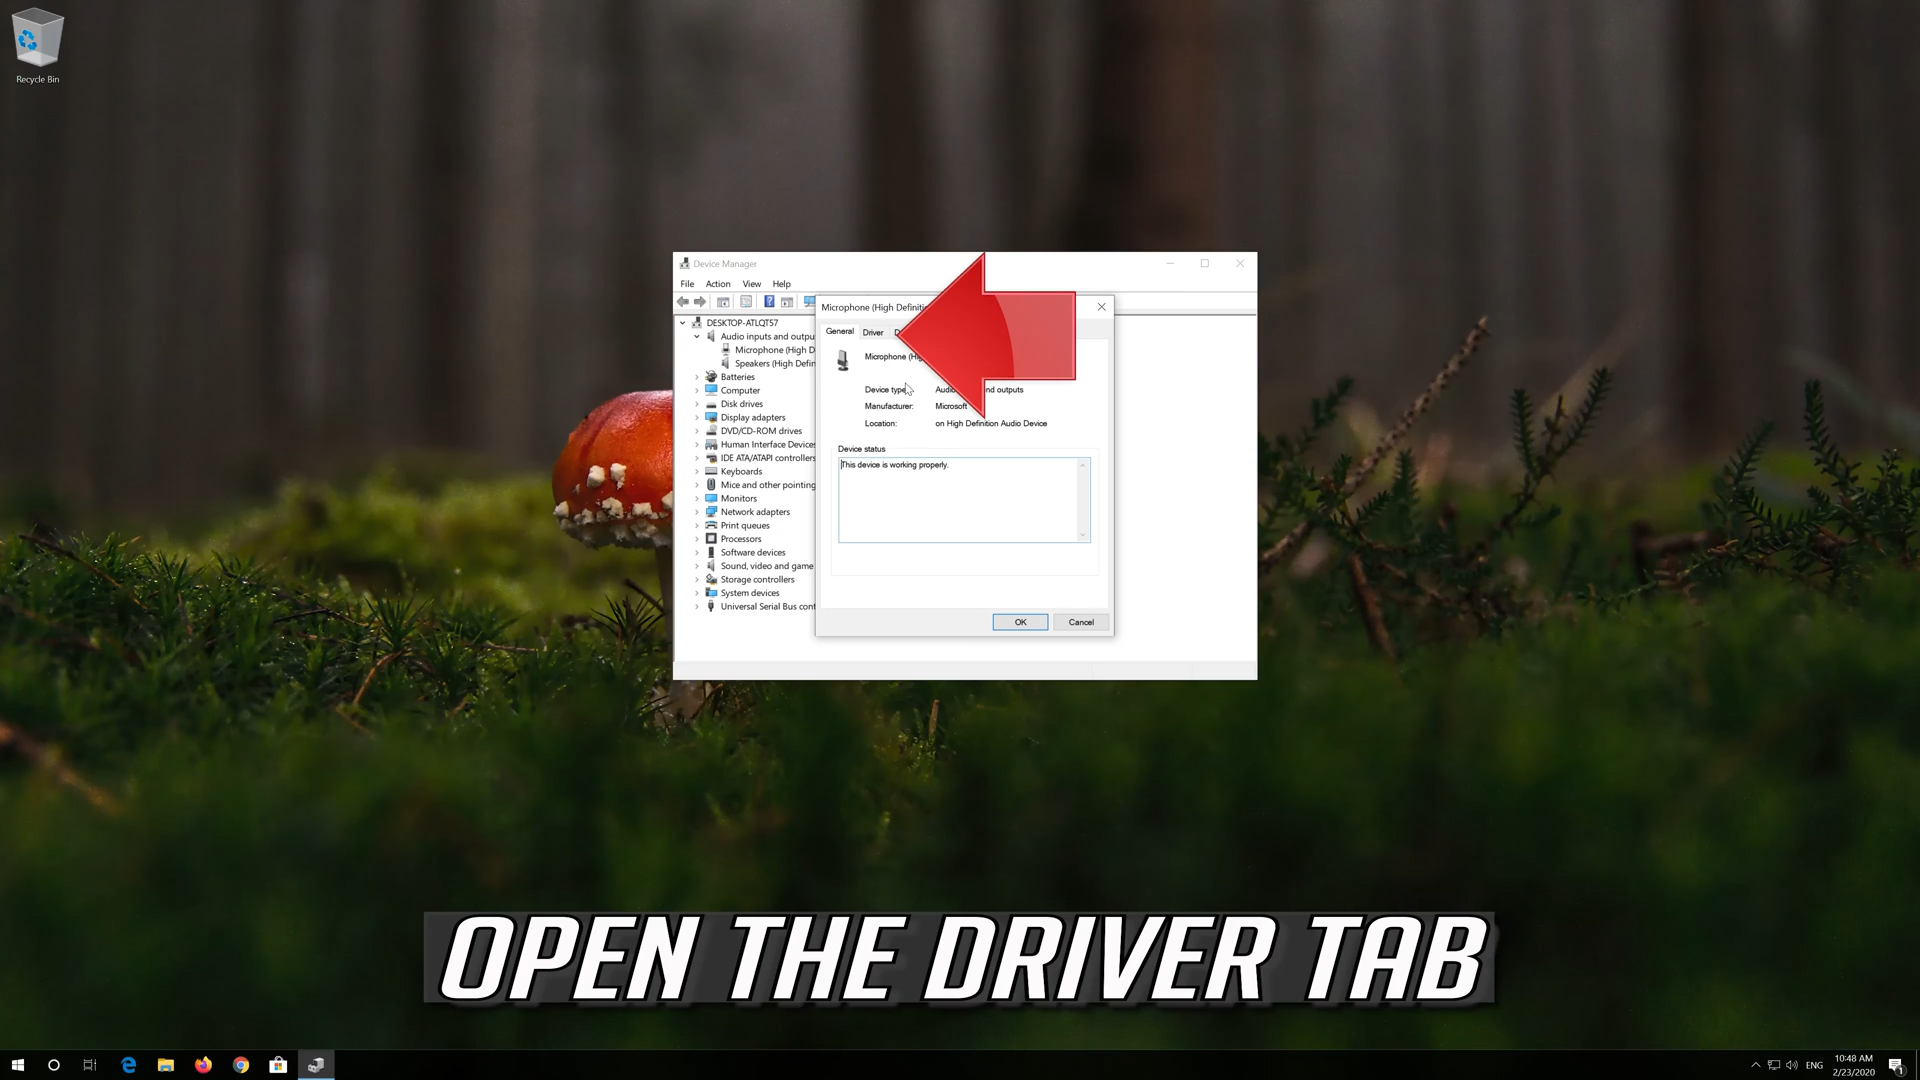 Recycle Bin
Device Manager
File Action View Help
DESKTOP-ATLQT57
Audio inputs and outpu
Microphone (High D
Speakers (High Defin
Batteries
Computer
Disk drives
Display adapters
DVD/CD-ROM drives
Human Interface Devices
IDE ATA/ATAPI controllers
Keyboards
Mice and other pointing
Monitors
Network adapters
Print queues
Processors
Software devices
Sound, video and game
Storage controllers
System devices
Universal Serial Bus cont
Microphone (High Definitio
General Driver D
Microphone (Hig
Device type: Audio nd outputs
Manufacturer: Microsoft
Location: on High Definition Audio Device
Device status
This device is working properly.
OK Cancel
OPEN THE DRIVER TAB
ENG
10:48 AM
2/23/2020
1